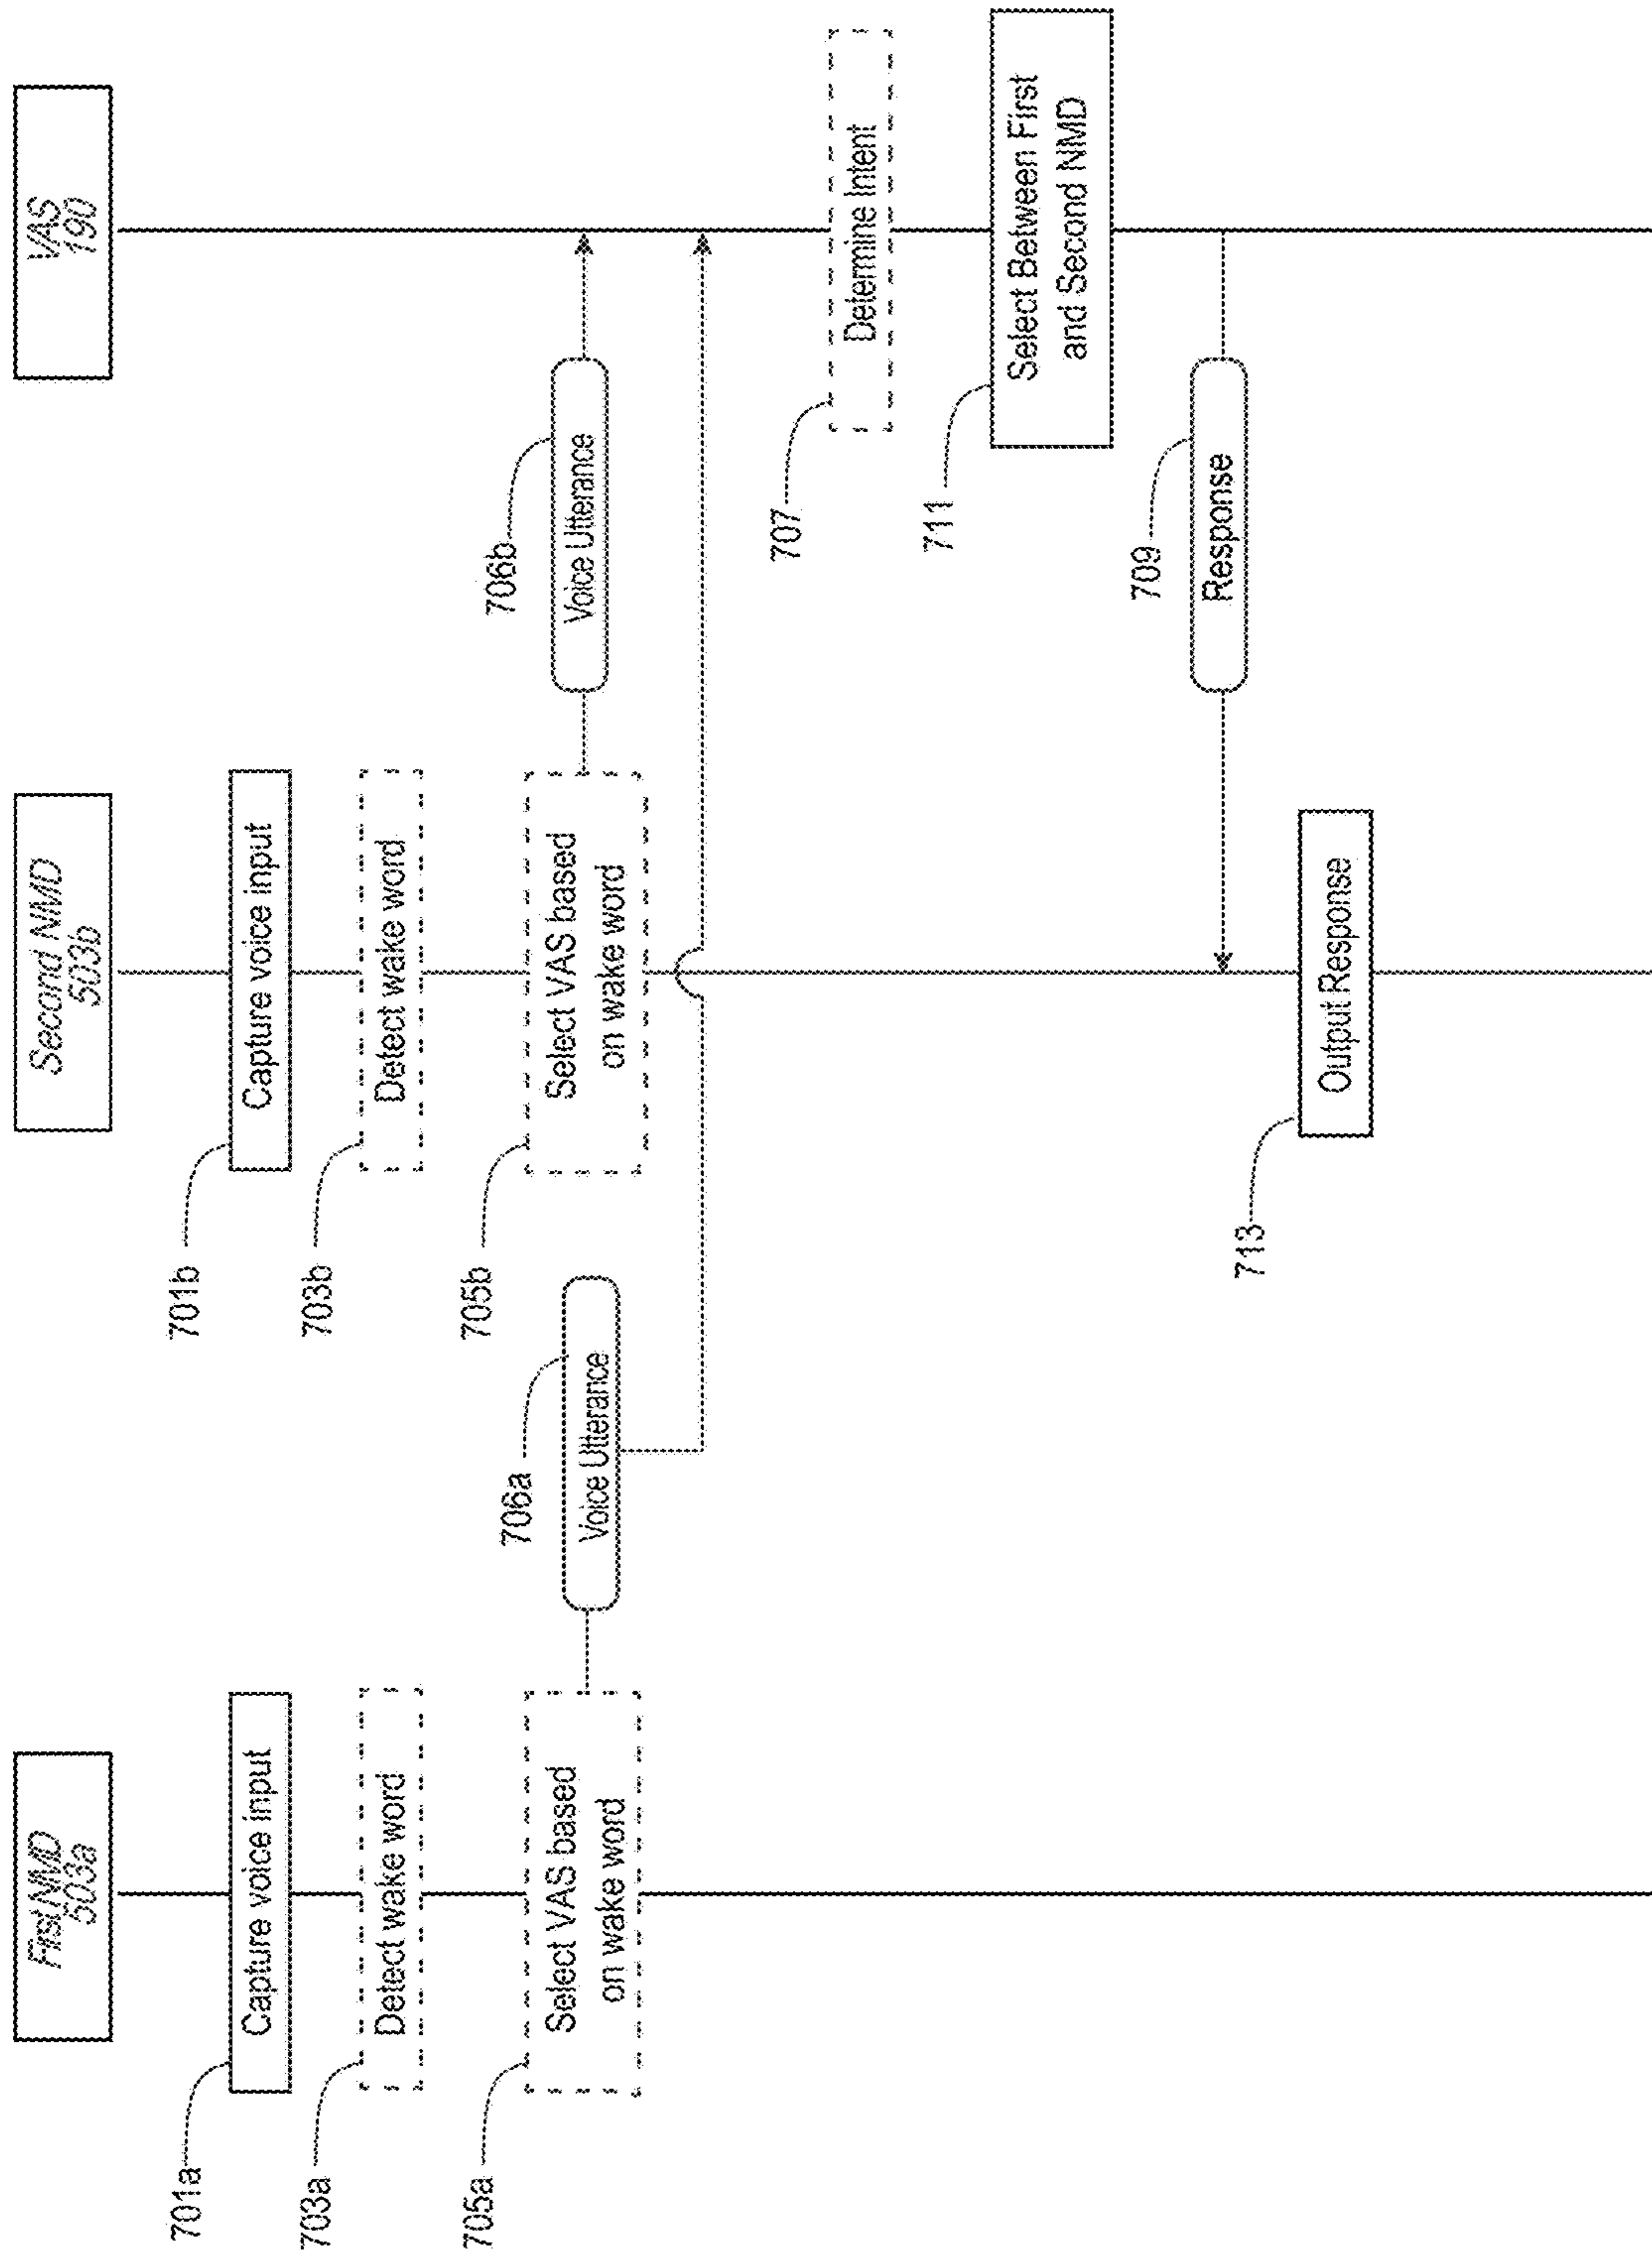 First NMD
503a
Second NMD
503b
VAS
190
701a
Capture voice input
701b
Capture voice input
703a
Detect wake word
703b
Detect wake word
705a
Select VAS based
on wake word
706a
Voice Utterance
705b
Select VAS based
on wake word
706b
Voice Utterance
707
Determine Intent
711
Select Between First
and Second NMD
709
Response
713
Output Response